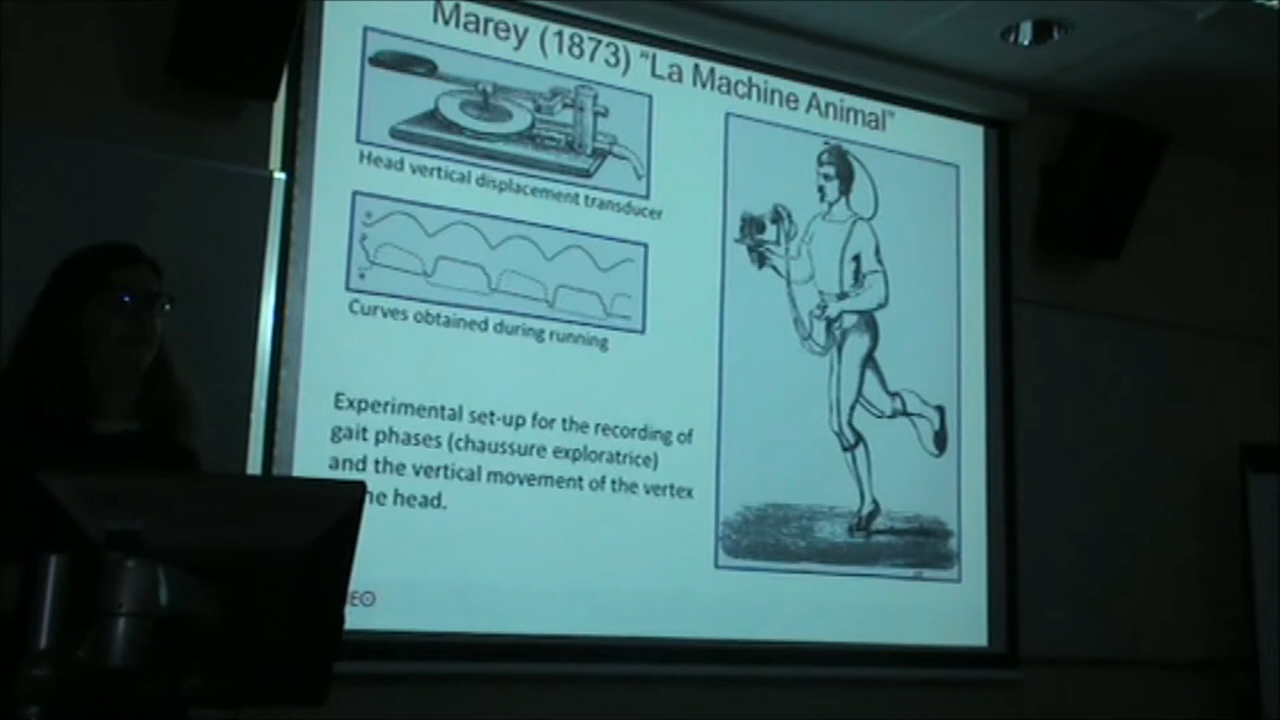 Marey (1873) "La Machine Animal"
Head vertical displacement transducer
Curves obtained during running
Experimental set-up for the recording of
gait phases (chaussure exploratrice)
and the vertical movement of the vertex
head.